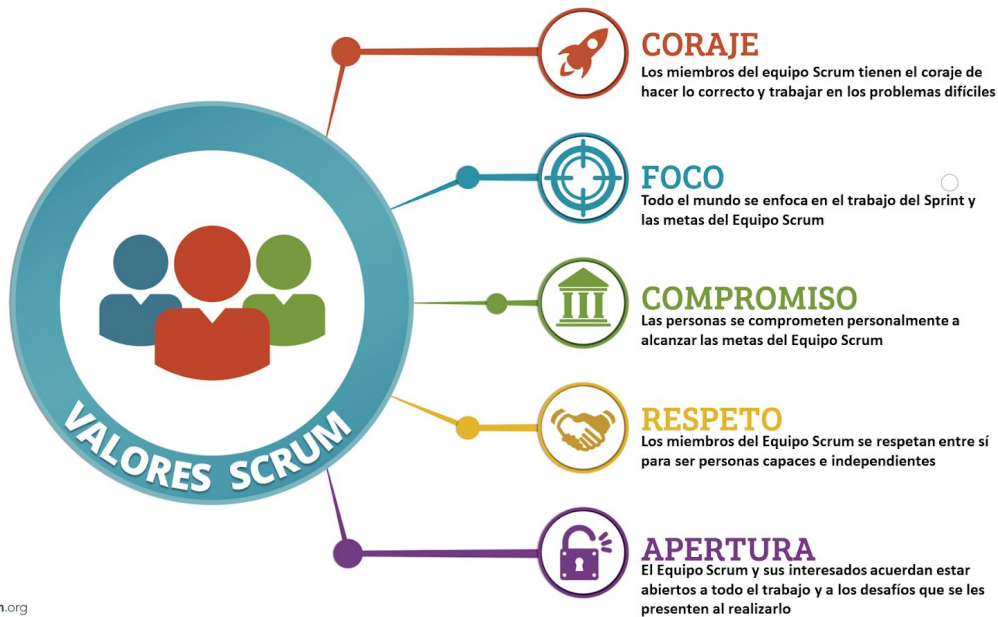 VALORES SCRUM
CORAJE
Los miembros del equipo Scrum tienen el coraje de
hacer lo correcto y trabajar en los problemas difíciles
FOCO
Todo el mundo se enfoca en el trabajo del Sprint y
las metas del Equipo Scrum
COMPROMISO
Las personas se comprometen personalmente a
alcanzar las metas del Equipo Scrum
RESPETO
Los miembros del Equipo Scrum se respetan entre sí
para ser personas capaces e independientes
APERTURA
El Equipo Scrum y sus interesados acuerdan estar
abiertos a todo el trabajo y a los desafíos que se les
presenten al realizarlo
.org